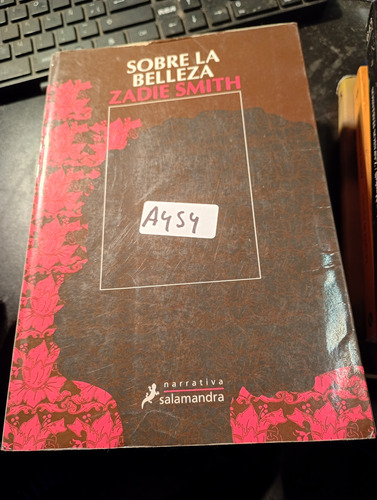 SOBRE LA
BELLEZA
ZADIE SMITH
A454
narrativa
salamandra